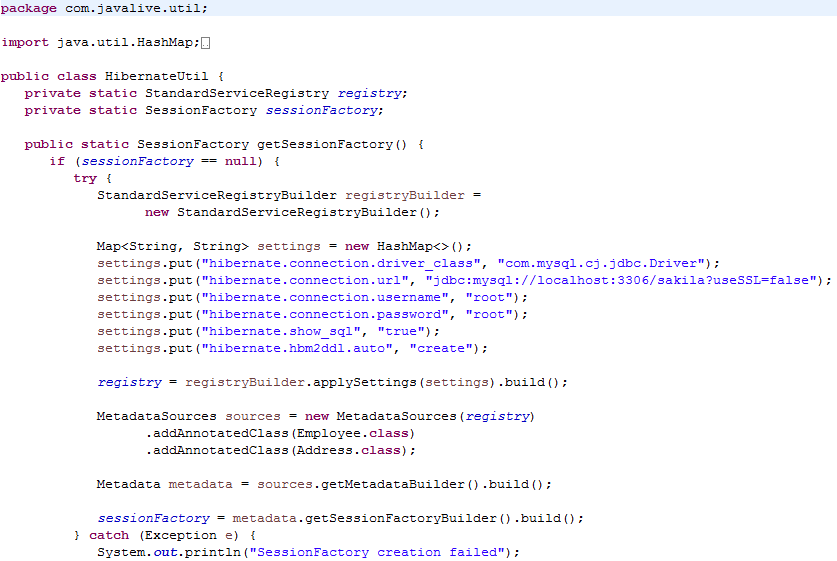 package com.javalive.util;
import java.util.HashMap;
public class HibernateUtil {
private static StandardServiceRegistry registry;
private static SessionFactory sessionFactory;
public static SessionFactory getSessionFactory() {
if (sessionFactory == null) {
try {
StandardServiceRegistryBuilder registryBuilder =
new StandardServiceRegistryBuilder();
Map<String, String> settings = new HashMap<>();
settings.put("hibernate.connection.driver_class", "com.mysql.cj.jdbc.Driver");
settings.put("hibernate.connection.url", "jdbc:mysql://localhost:3306/sakila?useSSL=false");
settings.put("hibernate.connection.username", "root");
settings.put("hibernate.connection.password", "root");
settings.put("hibernate.show_sql", "true");
settings.put("hibernate.hbm2ddl.auto", "create");
registry = registryBuilder.applySettings(settings).build();
MetadataSources sources = new MetadataSources(registry)
.addAnnotatedClass(Employee.class)
.addAnnotatedClass(Address.class);
Metadata metadata = sources.getMetadataBuilder().build();
sessionFactory = metadata.getSessionFactoryBuilder().build();
} catch (Exception e) {
System.out.println("SessionFactory creation failed");